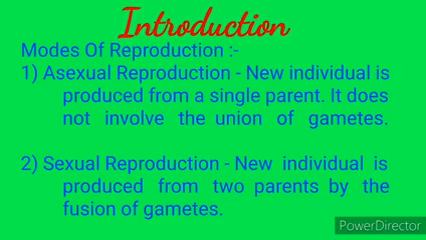 Introduction
Modes Of Reproduction :-
1) Asexual Reproduction - New individual is
produced from a single parent. It does
not involve the union of gametes.
2) Sexual Reproduction - New individual is
produced from two parents by the
fusion of gametes.
PowerDirector